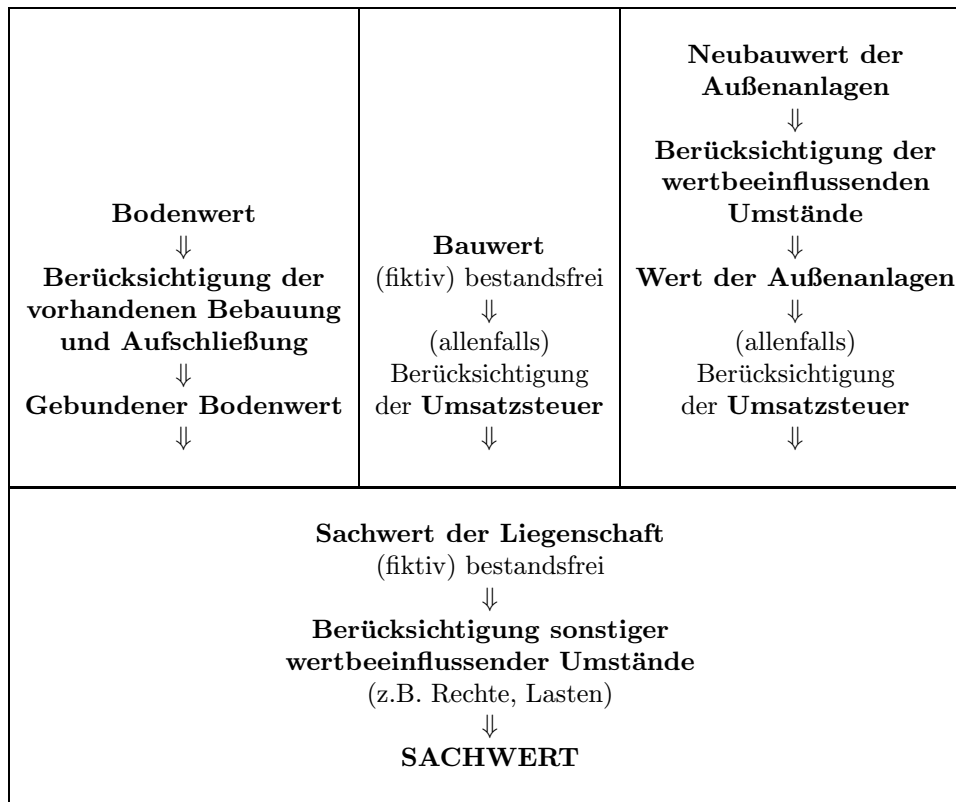 Bodenwert
⇓
Berücksichtigung der
vorhandenen Bebauung
und Aufschließung
⇓
Gebundener Bodenwert
⇓
Bauwert
(fiktiv) bestandsfrei
⇓
(allenfalls)
Berücksichtigung
der Umsatzsteuer
⇓
Neubauwert der
Außenanlagen
⇓
Berücksichtigung der
wertbeeinflussenden
Umstände
⇓
Wert der Außenanlagen
⇓
(allenfalls)
Berücksichtigung
der Umsatzsteuer
⇓
Sachwert der Liegenschaft
(fiktiv) bestandsfrei
⇓
Berücksichtigung sonstiger
wertbeeinflussender Umstände
(z.B. Rechte, Lasten)
⇓
SACHWERT